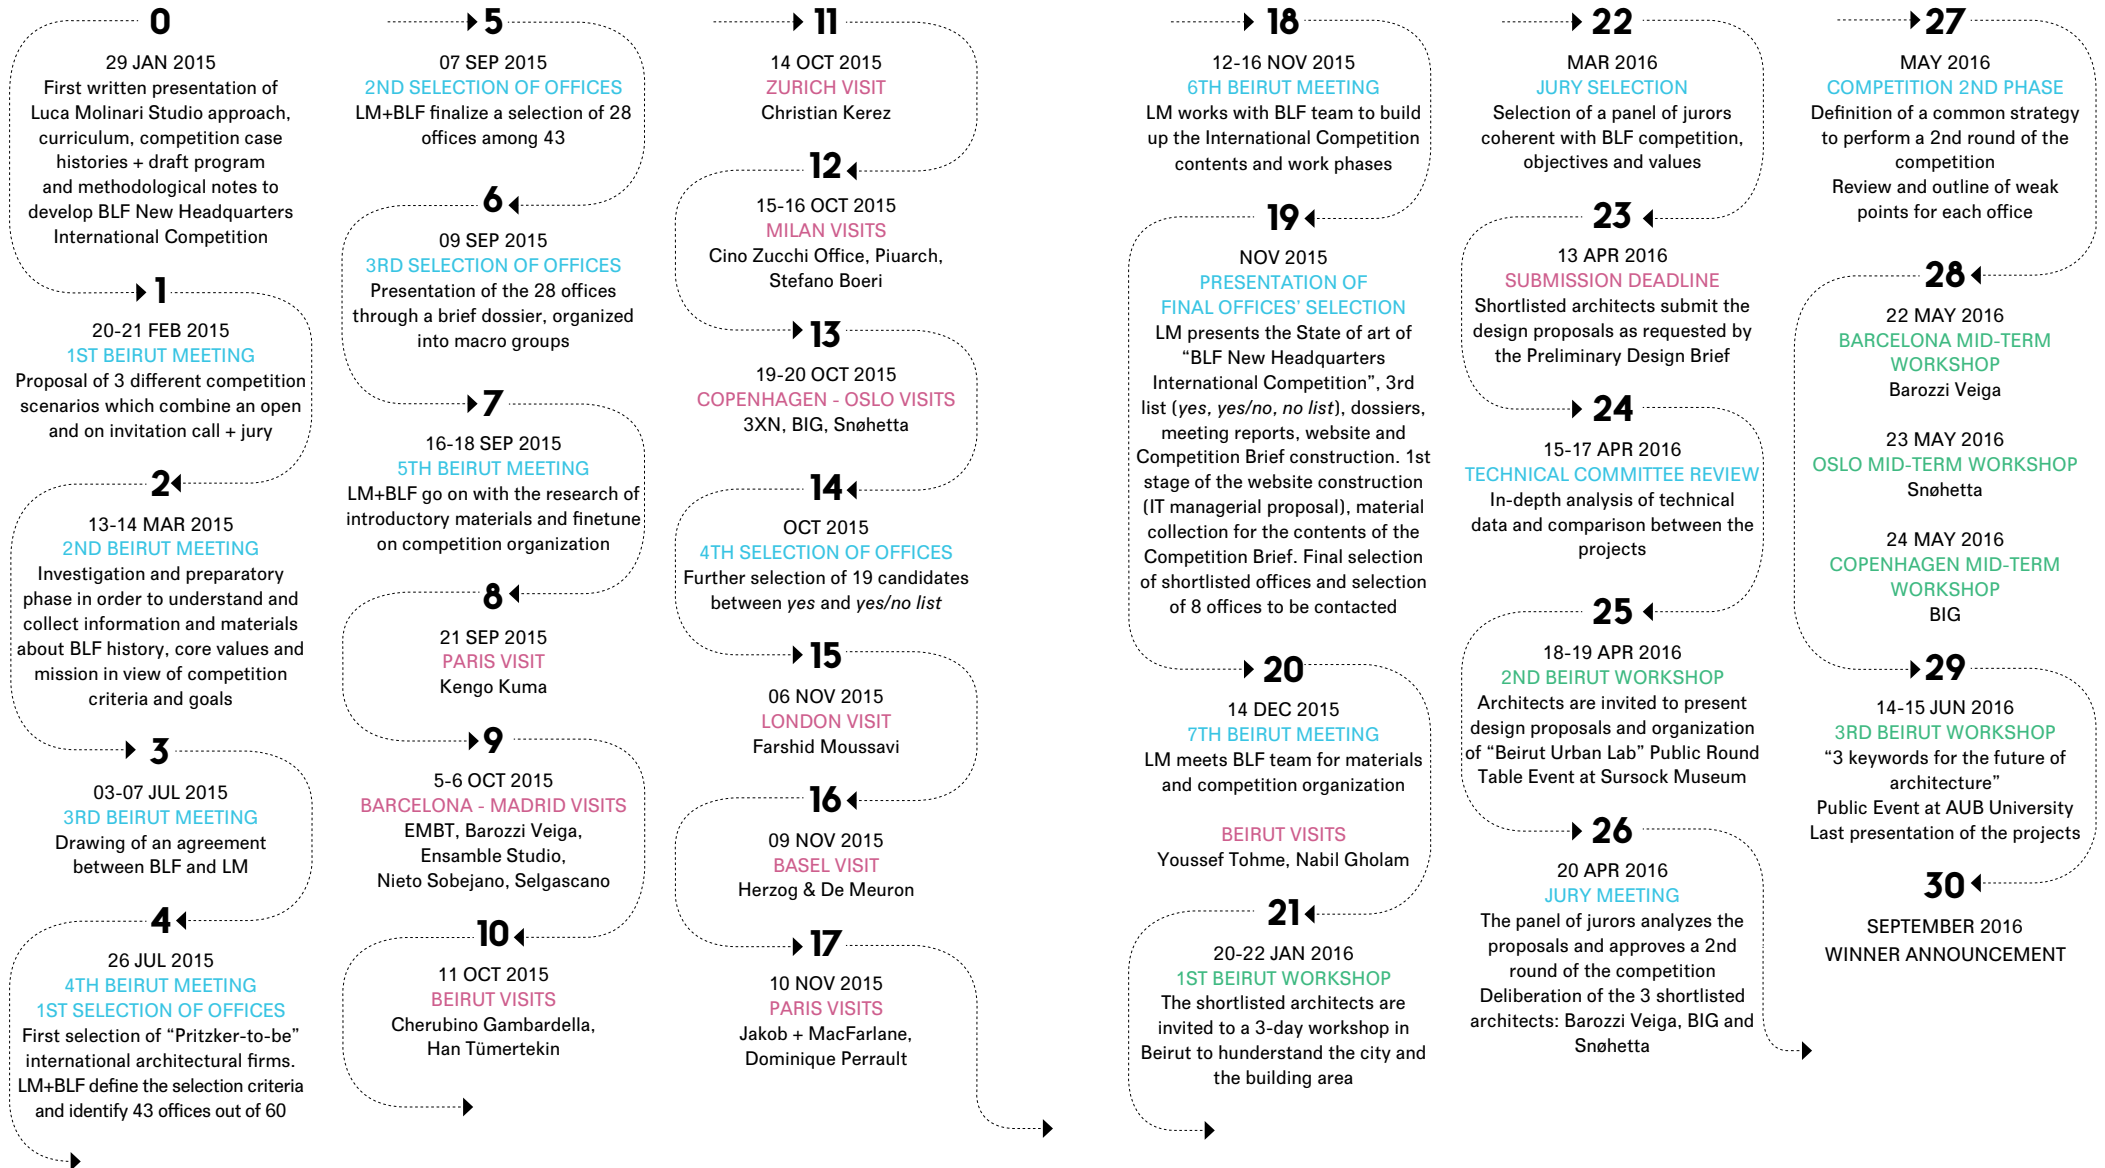 0
29 JAN 2015
First written presentation of
Luca Molinari Studio approach,
curriculum, competition case
histories + draft program
and methodological notes to
develop BLF New Headquarters
International Competition
1
20-21 FEB 2015
1ST BEIRUT MEETING
Proposal of 3 different competition
scenarios which combine an open
and on invitation call + jury
2
13-14 MAR 2015
2ND BEIRUT MEETING
Investigation and preparatory
phase in order to understand and
collect information and materials
about BLF history, core values and
mission in view of competition
criteria and goals
3
03-07 JUL 2015
3RD BEIRUT MEETING
Drawing of an agreement
between BLF and LM
4
26 JUL 2015
4TH BEIRUT MEETING
1ST SELECTION OF OFFICES
First selection of “Pritzker-to-be”
international architectural firms.
LM+BLF define the selection criteria
and identify 43 offices out of 60
5
07 SEP 2015
2ND SELECTION OF OFFICES
LM+BLF finalize a selection of 28
offices among 43
6
09 SEP 2015
3RD SELECTION OF OFFICES
Presentation of the 28 offices
through a brief dossier, organized
into macro groups
7
16-18 SEP 2015
5TH BEIRUT MEETING
LM+BLF go on with the research of
introductory materials and finetune
on competition organization
8
21 SEP 2015
PARIS VISIT
Kengo Kuma
9
5-6 OCT 2015
BARCELONA - MADRID VISITS
EMBT, Barozzi Veiga,
Ensamble Studio,
Nieto Sobejano, Selgascano
10
11 OCT 2015
BEIRUT VISITS
Cherubino Gambardella,
Han Tümertekin
11
14 OCT 2015
ZURICH VISIT
Christian Kerez
12
15-16 OCT 2015
MILAN VISITS
Cino Zucchi Office, Piuarch,
Stefano Boeri
13
19-20 OCT 2015
COPENHAGEN - OSLO VISITS
3XN, BIG, Snøhetta
14
OCT 2015
4TH SELECTION OF OFFICES
Further selection of 19 candidates
between yes and yes/no list
15
06 NOV 2015
LONDON VISIT
Farshid Moussavi
16
09 NOV 2015
BASEL VISIT
Herzog & De Meuron
17
10 NOV 2015
PARIS VISITS
Jakob + MacFarlane,
Dominique Perrault
18
12-16 NOV 2015
6TH BEIRUT MEETING
LM works with BLF team to build
up the International Competition
contents and work phases
19
NOV 2015
PRESENTATION OF
FINAL OFFICES’ SELECTION
LM presents the State of art of
“BLF New Headquarters
International Competition”, 3rd
list (yes, yes/no, no list), dossiers,
meeting reports, website and
Competition Brief construction. 1st
stage of the website construction
(IT managerial proposal), material
collection for the contents of the
Competition Brief. Final selection
of shortlisted offices and selection
of 8 offices to be contacted
20
14 DEC 2015
7TH BEIRUT MEETING
LM meets BLF team for materials
and competition organization
BEIRUT VISITS
Youssef Tohme, Nabil Gholam
21
20-22 JAN 2016
1ST BEIRUT WORKSHOP
The shortlisted architects are
invited to a 3-day workshop in
Beirut to hunderstand the city and
the building area
22
MAR 2016
JURY SELECTION
Selection of a panel of jurors
coherent with BLF competition,
objectives and values
23
13 APR 2016
SUBMISSION DEADLINE
Shortlisted architects submit the
design proposals as requested by
the Preliminary Design Brief
24
15-17 APR 2016
TECHNICAL COMMITTEE REVIEW
In-depth analysis of technical
data and comparison between the
projects
25
18-19 APR 2016
2ND BEIRUT WORKSHOP
Architects are invited to present
design proposals and organization
of “Beirut Urban Lab” Public Round
Table Event at Sursock Museum
26
20 APR 2016
JURY MEETING
The panel of jurors analyzes the
proposals and approves a 2nd
round of the competition
Deliberation of the 3 shortlisted
architects: Barozzi Veiga, BIG and
Snøhetta
27
MAY 2016
COMPETITION 2ND PHASE
Definition of a common strategy
to perform a 2nd round of the
competition
Review and outline of weak
points for each office
28
22 MAY 2016
BARCELONA MID-TERM
WORKSHOP
Barozzi Veiga
23 MAY 2016
OSLO MID-TERM WORKSHOP
Snøhetta
24 MAY 2016
COPENHAGEN MID-TERM
WORKSHOP
BIG
29
14-15 JUN 2016
3RD BEIRUT WORKSHOP
“3 keywords for the future of
architecture”
Public Event at AUB University
Last presentation of the projects
30
SEPTEMBER 2016
WINNER ANNOUNCEMENT